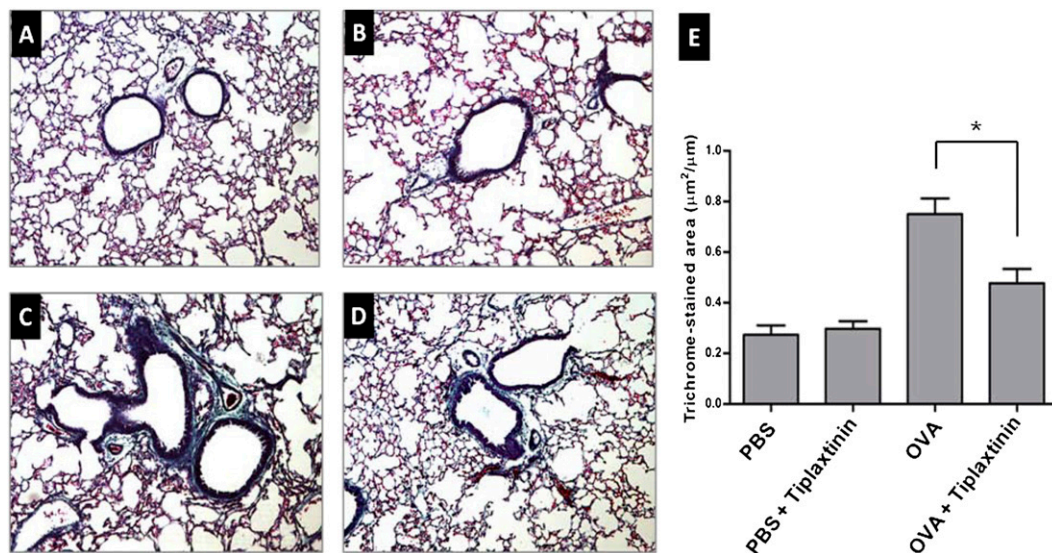 A
B
C
D
E
*
Trichrome-stained area (μm²/μm)
1.0
0.8
0.6
0.4
0.2
0.0
PBS
PBS + Tiplaxtinin
OVA
OVA + Tiplaxtinin